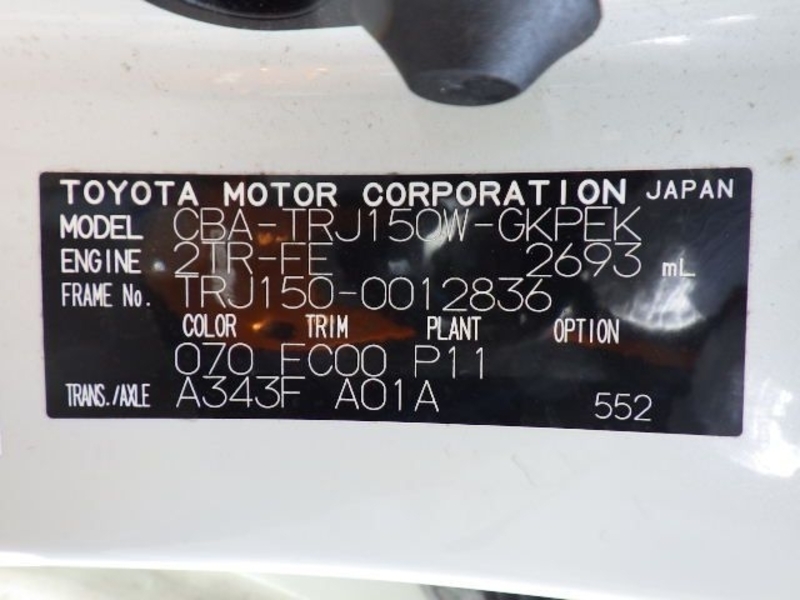 TOYOTA MOTOR CORPORATION JAPAN
MODEL CBA-TRJ150W-GKPEK
ENGINE 2TR-FE 2693 mL
FRAME No. TRJ150-0012836
COLOR TRIM PLANT OPTION
070 FC00 P11
TRANS./AXLE A343F A01A 552